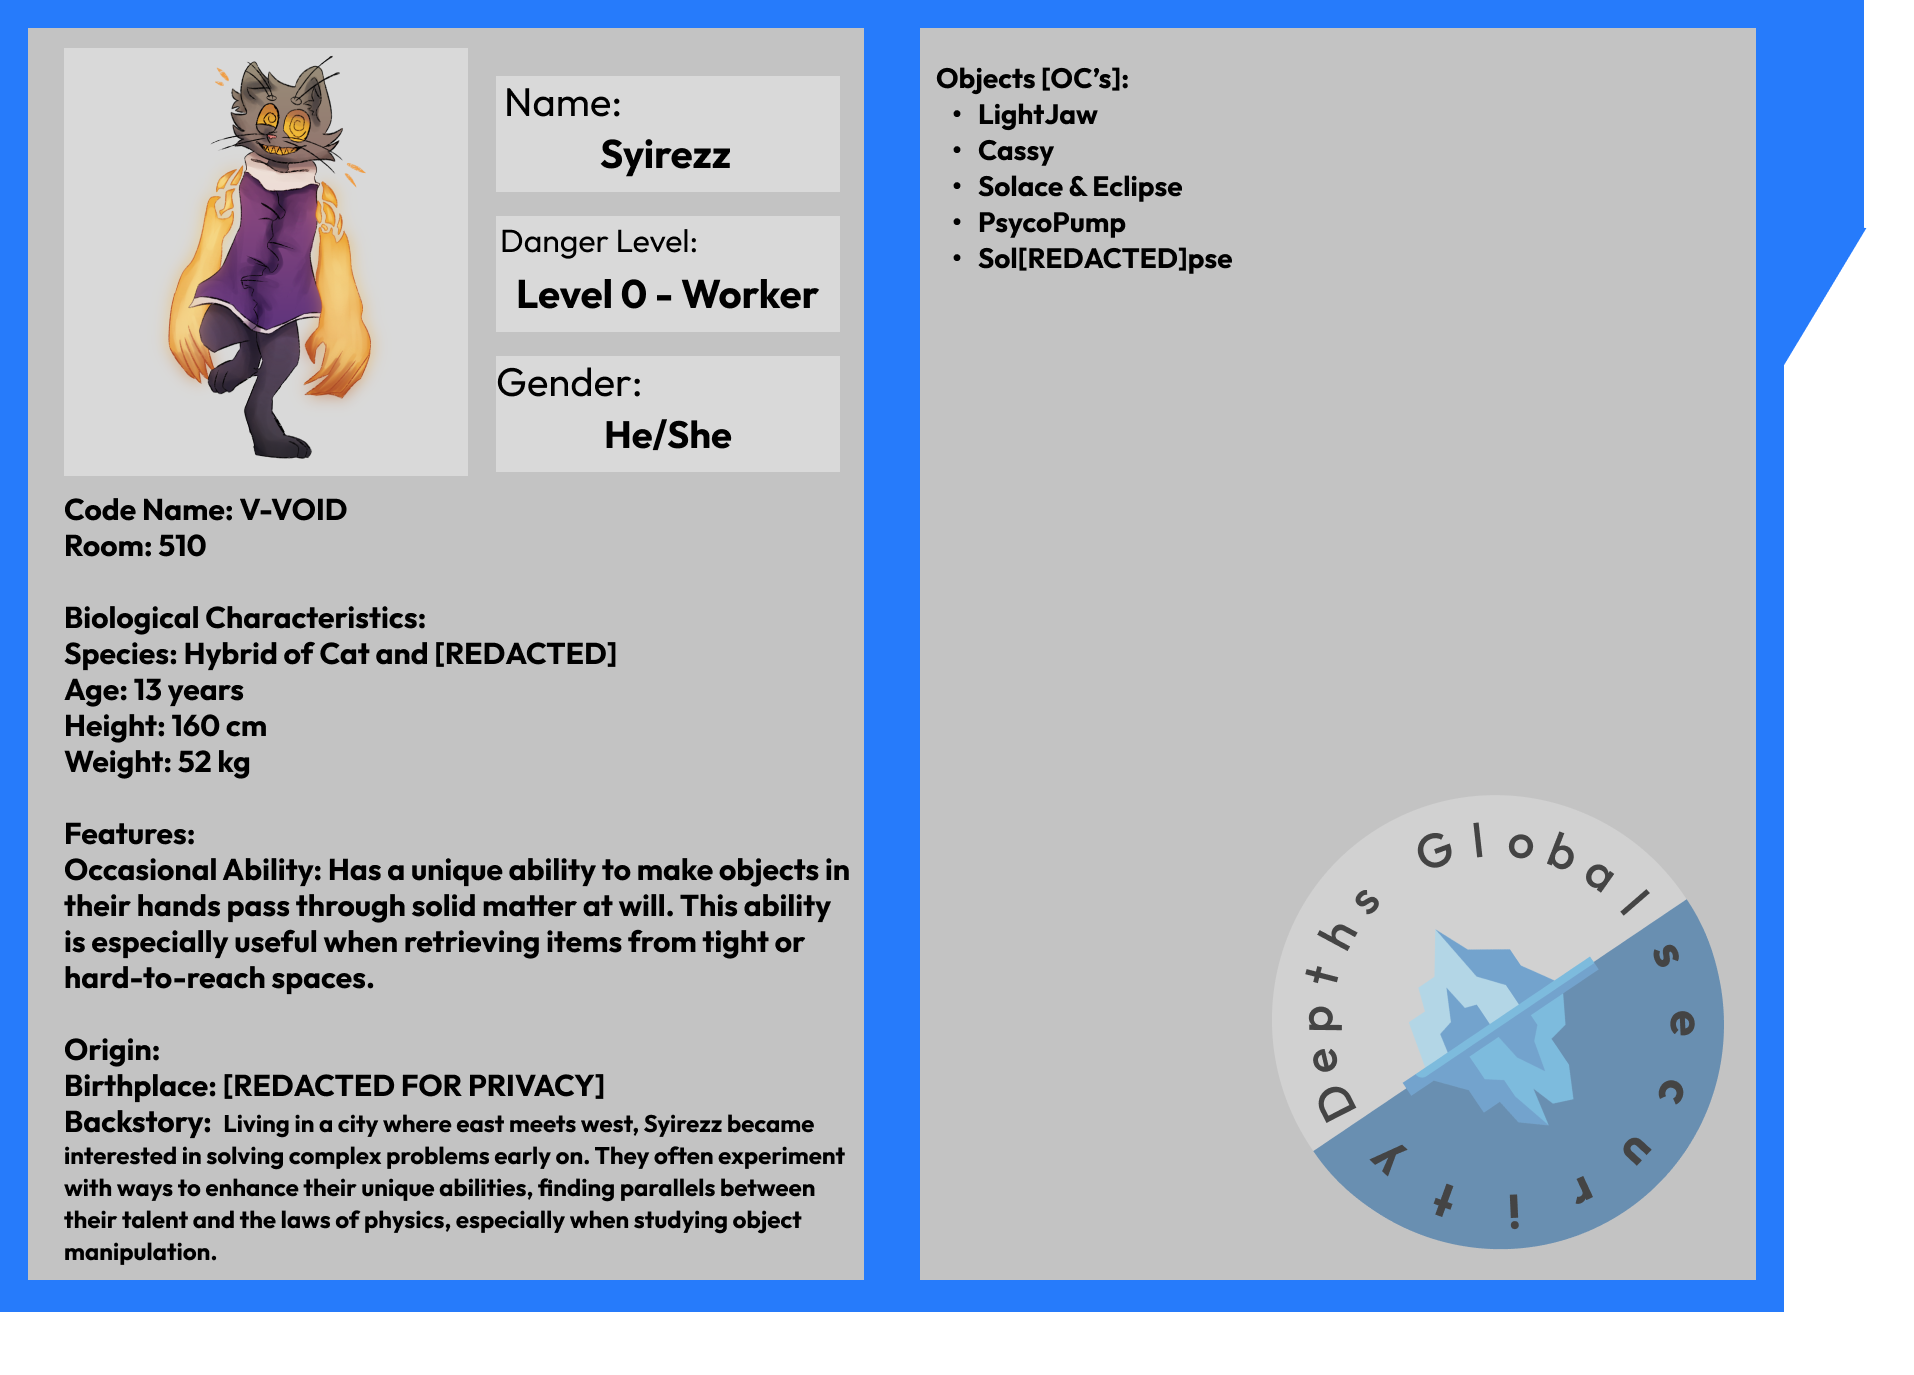 Name:
Syirezz
Danger Level:
Level 0 - Worker
Gender:
He/She
Code Name: V-VOID
Room: 510
Biological Characteristics:
Species: Hybrid of Cat and [REDACTED]
Age: 13 years
Height: 160 cm
Weight: 52 kg
Features:
Occasional Ability: Has a unique ability to make objects in
their hands pass through solid matter at will. This ability
is especially useful when retrieving items from tight or
hard-to-reach spaces.
Origin:
Birthplace: [REDACTED FOR PRIVACY]
Backstory: Living in a city where east meets west, Syirezz became
interested in solving complex problems early on. They often experiment
with ways to enhance their unique abilities, finding parallels between
their talent and the laws of physics, especially when studying object
manipulation.
Objects [OC’s]:
• LightJaw
• Cassy
• Solace & Eclipse
• PsycoPump
• Sol[REDACTED]pse
Depths Global
security